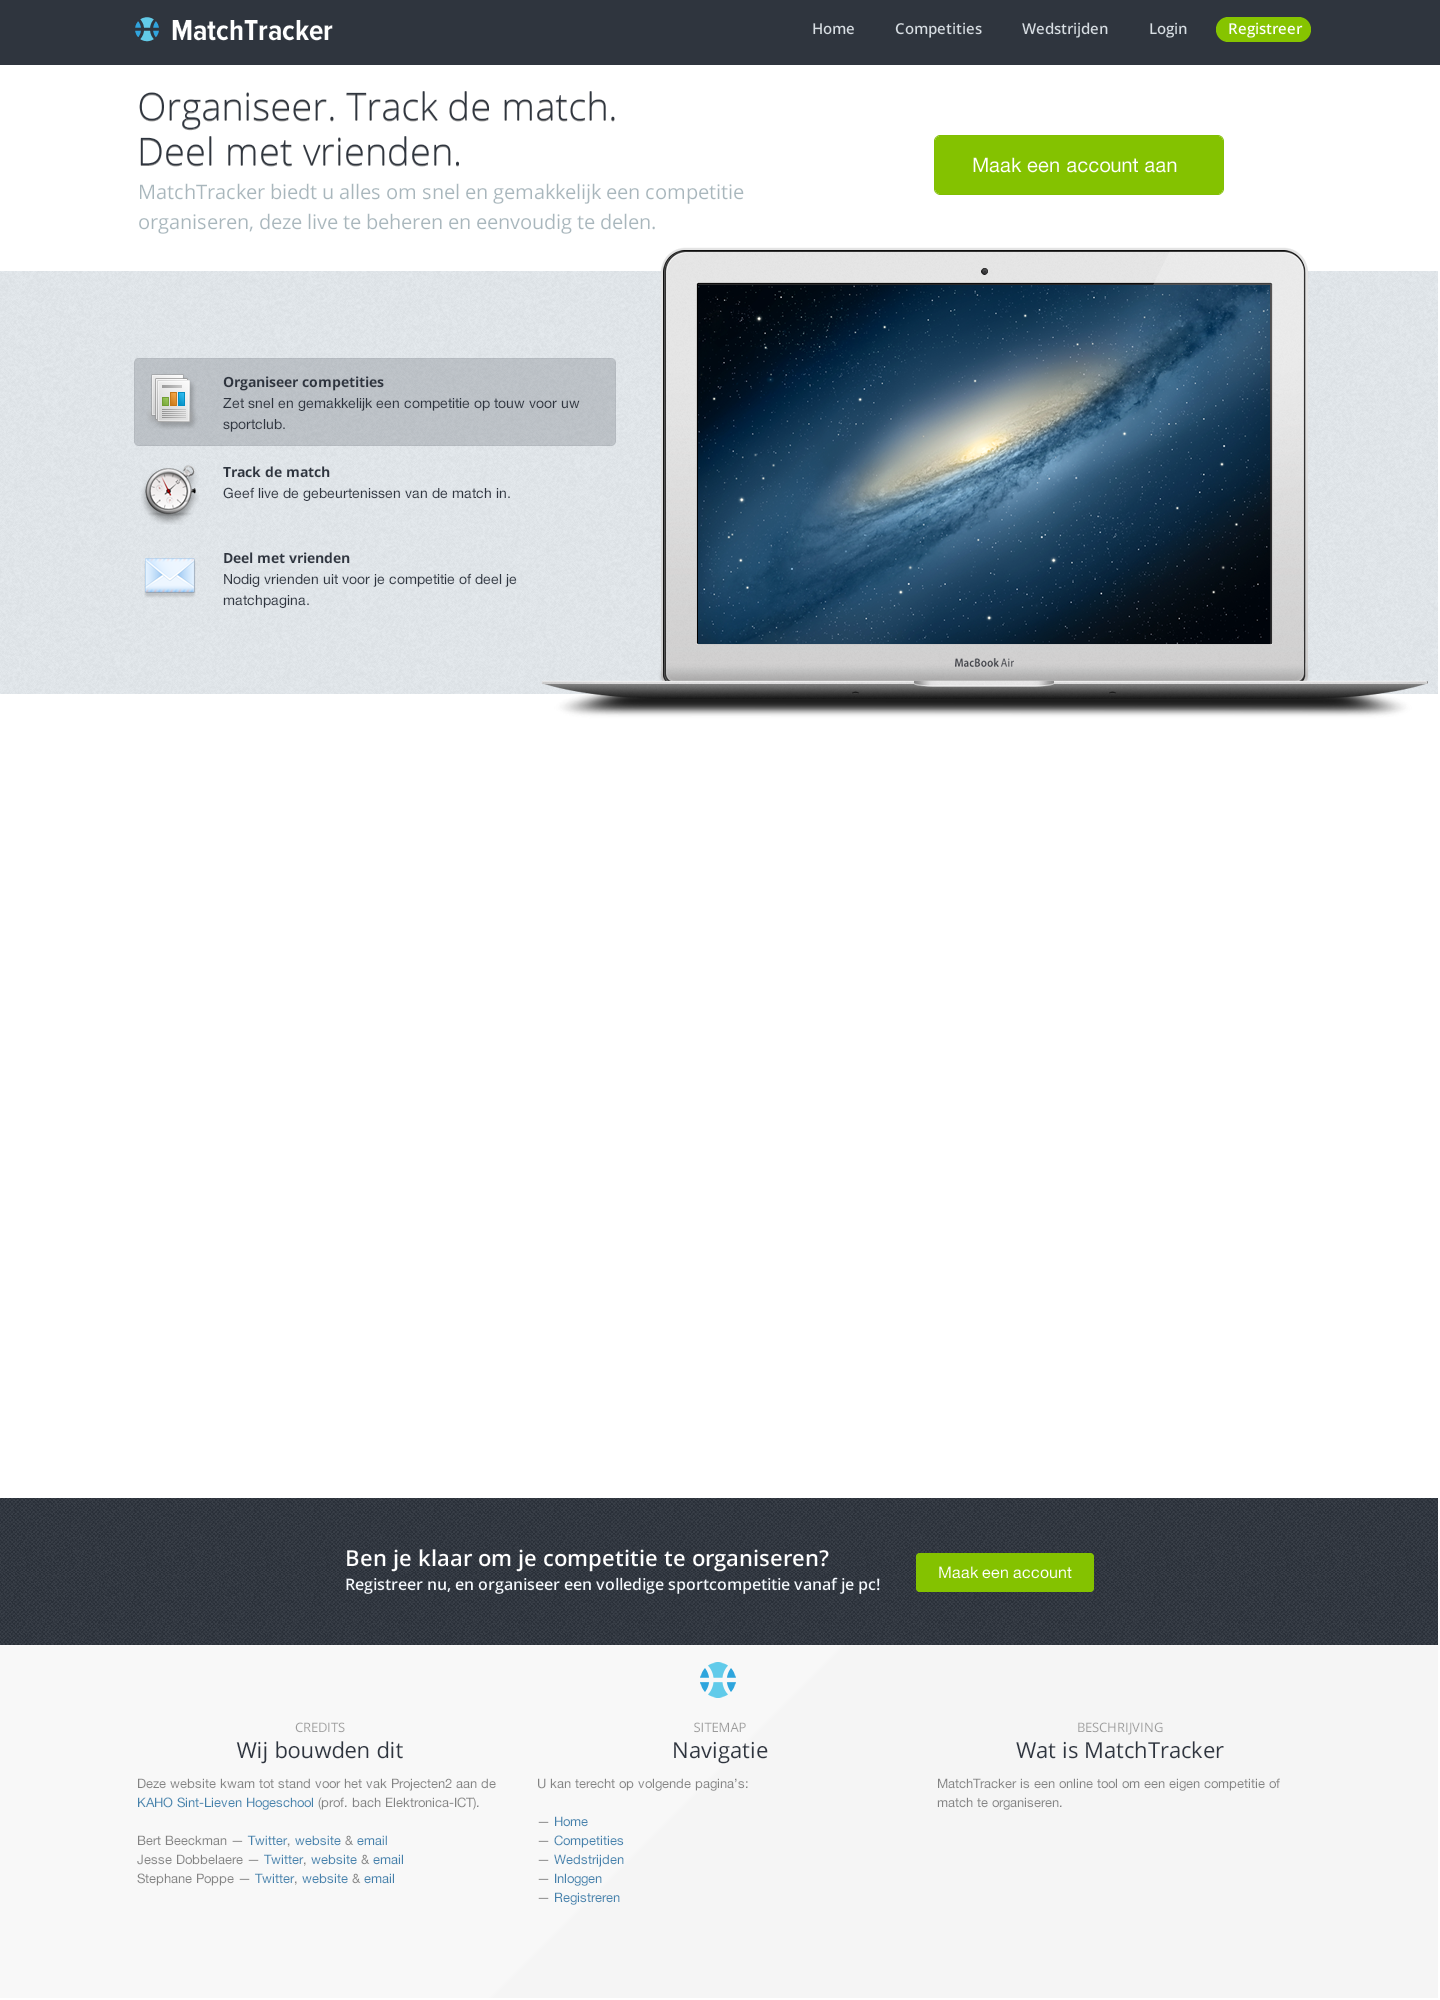 MatchTracker
Home Competities Wedstrijden Login Registreer
Organiseer. Track de match.
Deel met vrienden.
MatchTracker biedt u alles om snel en gemakkelijk een competitie
organiseren, deze live te beheren en eenvoudig te delen.
Maak een account aan
Organiseer competities
Zet snel en gemakkelijk een competitie op touw voor uw
sportclub.
Track de match
Geef live de gebeurtenissen van de match in.
Deel met vrienden
Nodig vrienden uit voor je competitie of deel je
matchpagina.
MacBook Air
Ben je klaar om je competitie te organiseren?
Registreer nu, en organiseer een volledige sportcompetitie vanaf je pc!
Maak een account
CREDITS
Wij bouwden dit
Deze website kwam tot stand voor het vak Projecten2 aan de
KAHO Sint-Lieven Hogeschool (prof. bach Elektronica-ICT).
Bert Beeckman — Twitter, website & email
Jesse Dobbelaere — Twitter, website & email
Stephane Poppe — Twitter, website & email
SITEMAP
Navigatie
U kan terecht op volgende pagina's:
— Home
— Competities
— Wedstrijden
— Inloggen
— Registreren
BESCHRIJVING
Wat is MatchTracker
MatchTracker is een online tool om een eigen competitie of
match te organiseren.